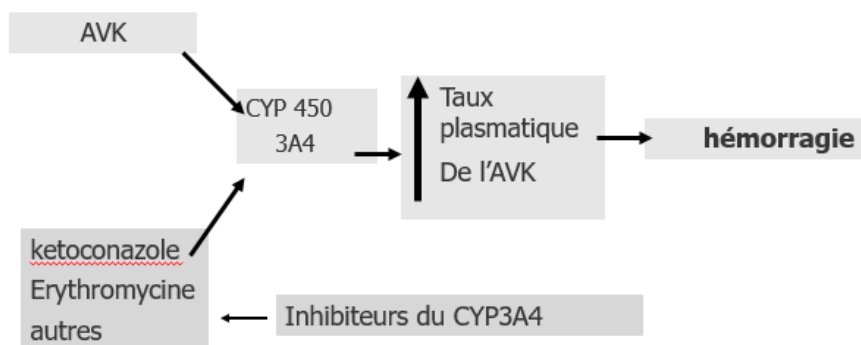 AVK
CYP 450
3A4
Taux
plasmatique
De l’AVK
hémorragie
ketoconazole
Erythromycine
autres
Inhibiteurs du CYP3A4